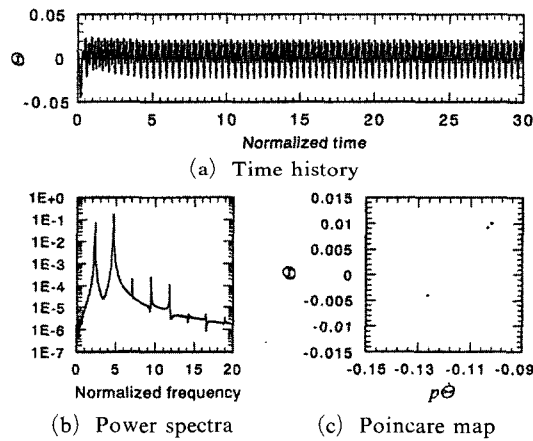 0.05
0
-0.05
Θ
0 5 10 15 20 25 30
Normalized time
(a) Time history
1E+0
1E-1
1E-2
1E-3
1E-4
1E-5
1E-6
1E-7
0 5 10 15 20
Normalized frequency
(b) Power spectra
0.015
0.01
0.005
0
-0.005
-0.01
-0.015
Θ
-0.15 -0.13 -0.11 -0.09
pΘ̇
(c) Poincare map